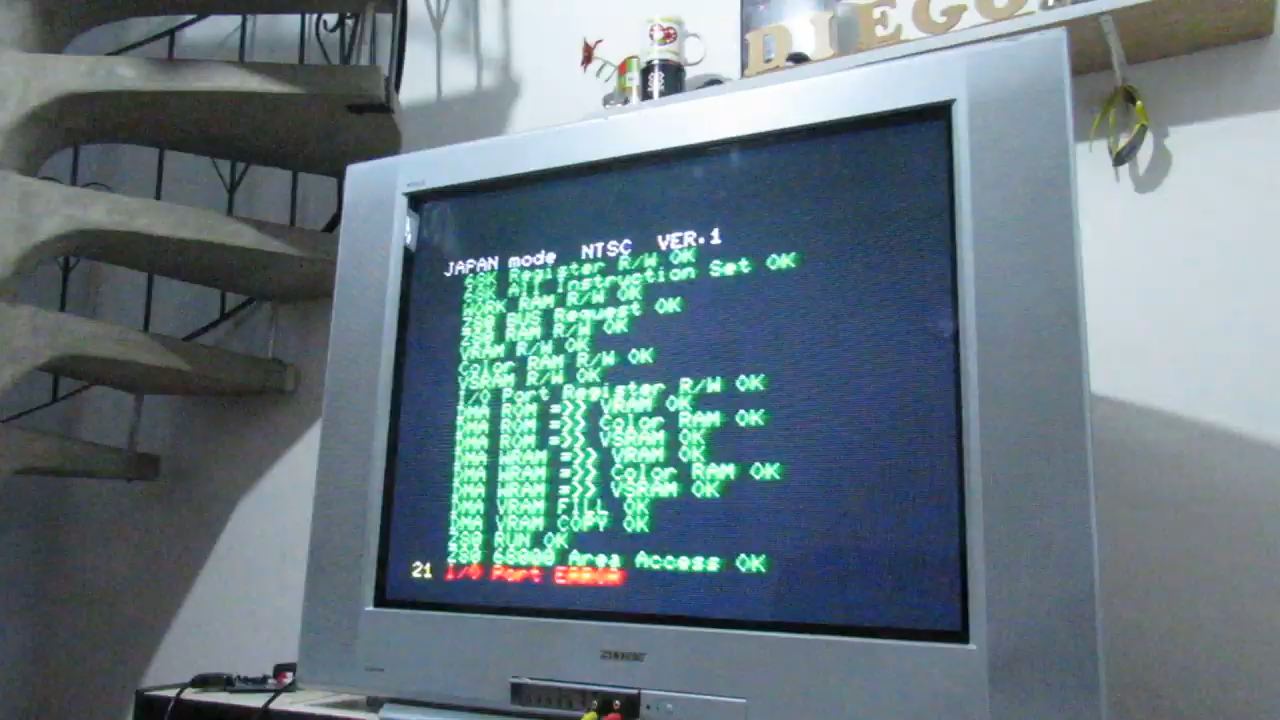 DIEGO
JAPAN mode NTSC VER.1
68K Register R/W OK
68K All Instruction Set OK
WORK RAM R/W OK
Z80 BUS Request OK
Z80 RAM R/W OK
VRAM R/W OK
Color RAM R/W OK
VSRAM R/W OK
I/O Port Register R/W OK
DMA ROM =>> VRAM OK
DMA ROM =>> Color RAM OK
DMA ROM =>> VSRAM OK
DMA WRAM =>> VRAM OK
DMA WRAM =>> Color RAM OK
DMA WRAM =>> VSRAM OK
DMA VRAM FILL OK
DMA VRAM COPY OK
Z80 RUN OK
Z80 68000 Area Access OK
21 I/O Port ERROR
SONY